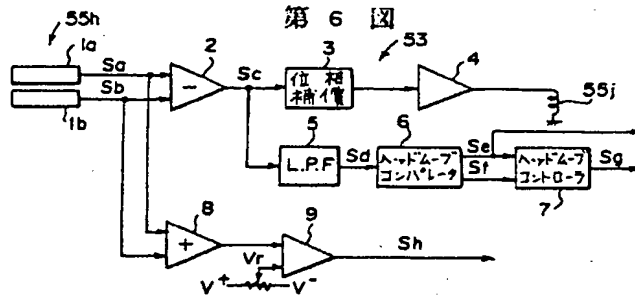 第 6 図
55h
53
1a
Sa
2
Sc
3
位相
補償
4
55j
1b
Sb
5
L.P.F
Sd
6
ヘッドムーブ
コンパレータ
Se
Sf
ヘッドムーブ
コントローラ
7
Sg
8
9
Vr
Sh
V+
V-